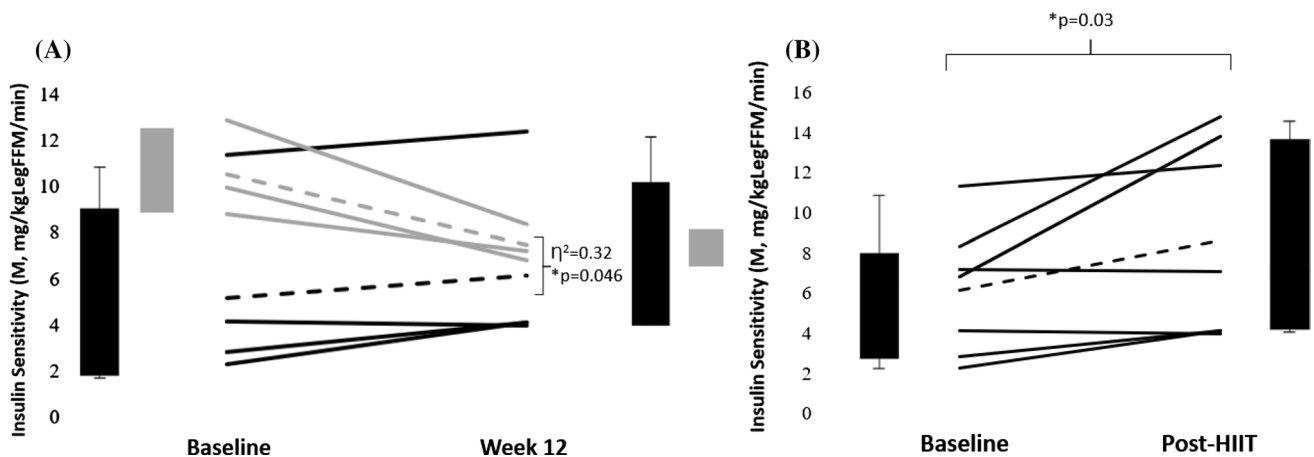 (A)
Insulin Sensitivity (M, mg/kgLegFFM/min)
14
12
10
8
6
4
2
0
η²=0.32
*p=0.046
Baseline
Week 12
(B)
*p=0.03
Insulin Sensitivity (M, mg/kgLegFFM/min)
16
14
12
10
8
6
4
2
0
Baseline
Post-HIIT